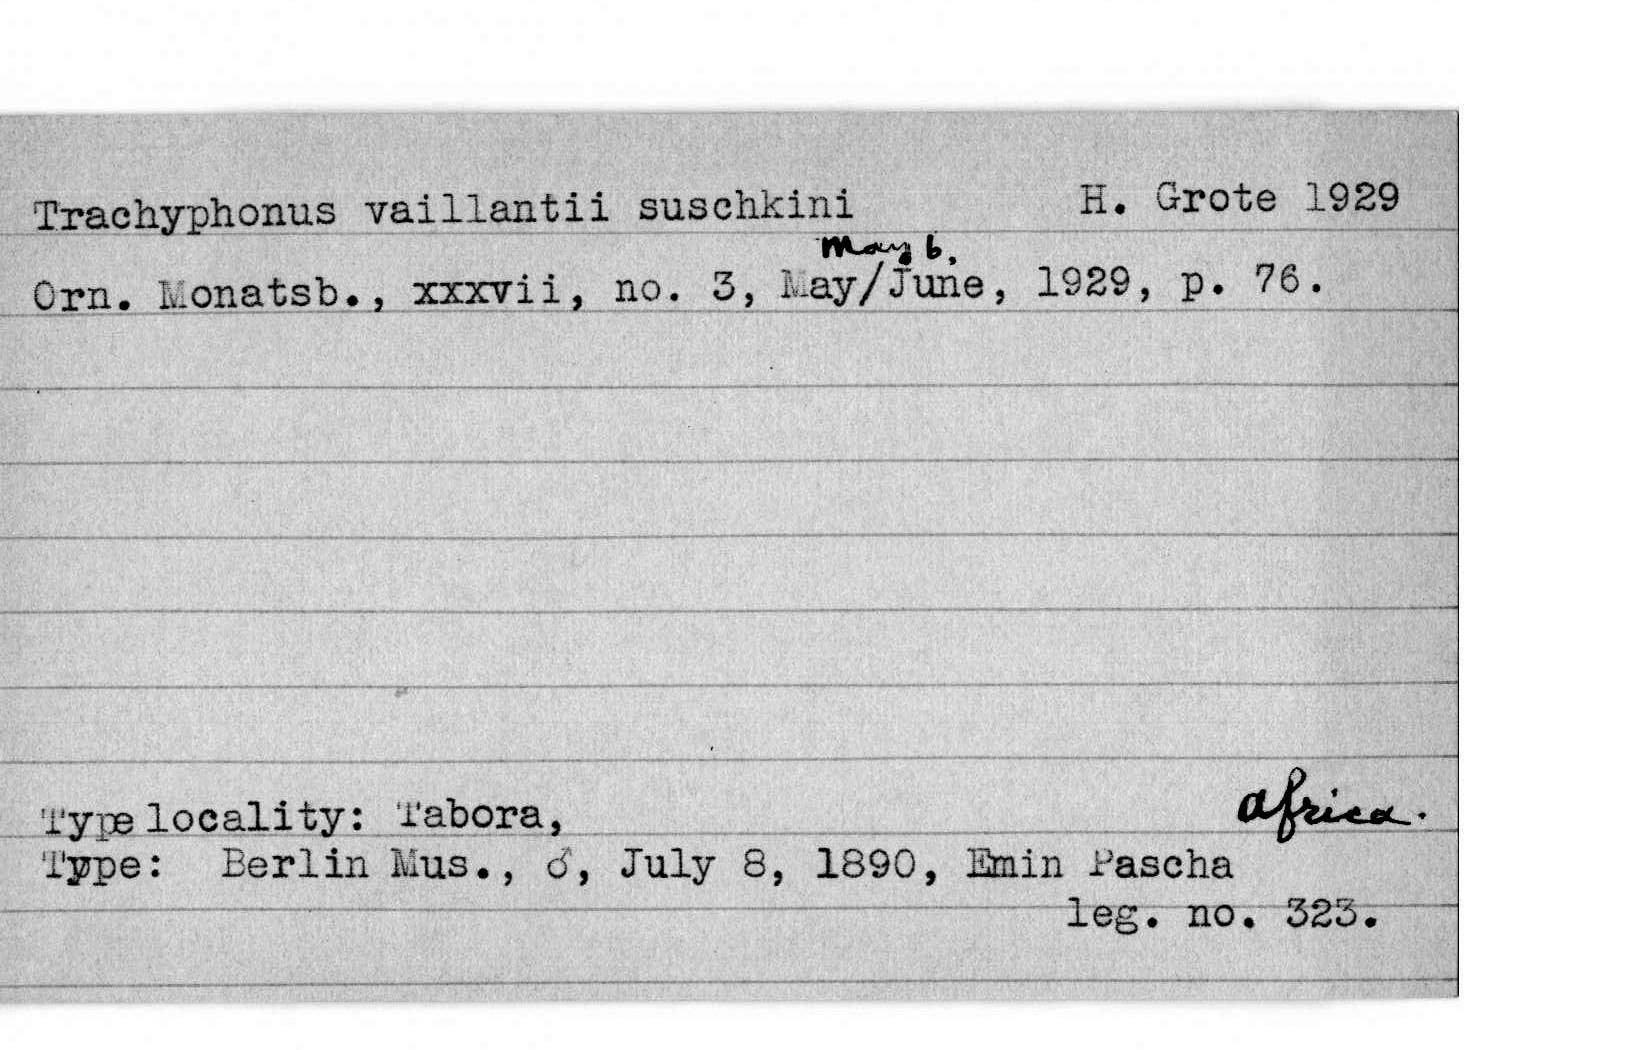 Trachyphonus vaillantii suschkini H. Grote 1929
May 6.
Orn. Monatsb., xxxvii, no. 3, May/June, 1929, p. 76.
Type locality: Tabora, Africa.
Type: Berlin Mus., ♂, July 8, 1890, Emin Pascha
leg. no. 323.